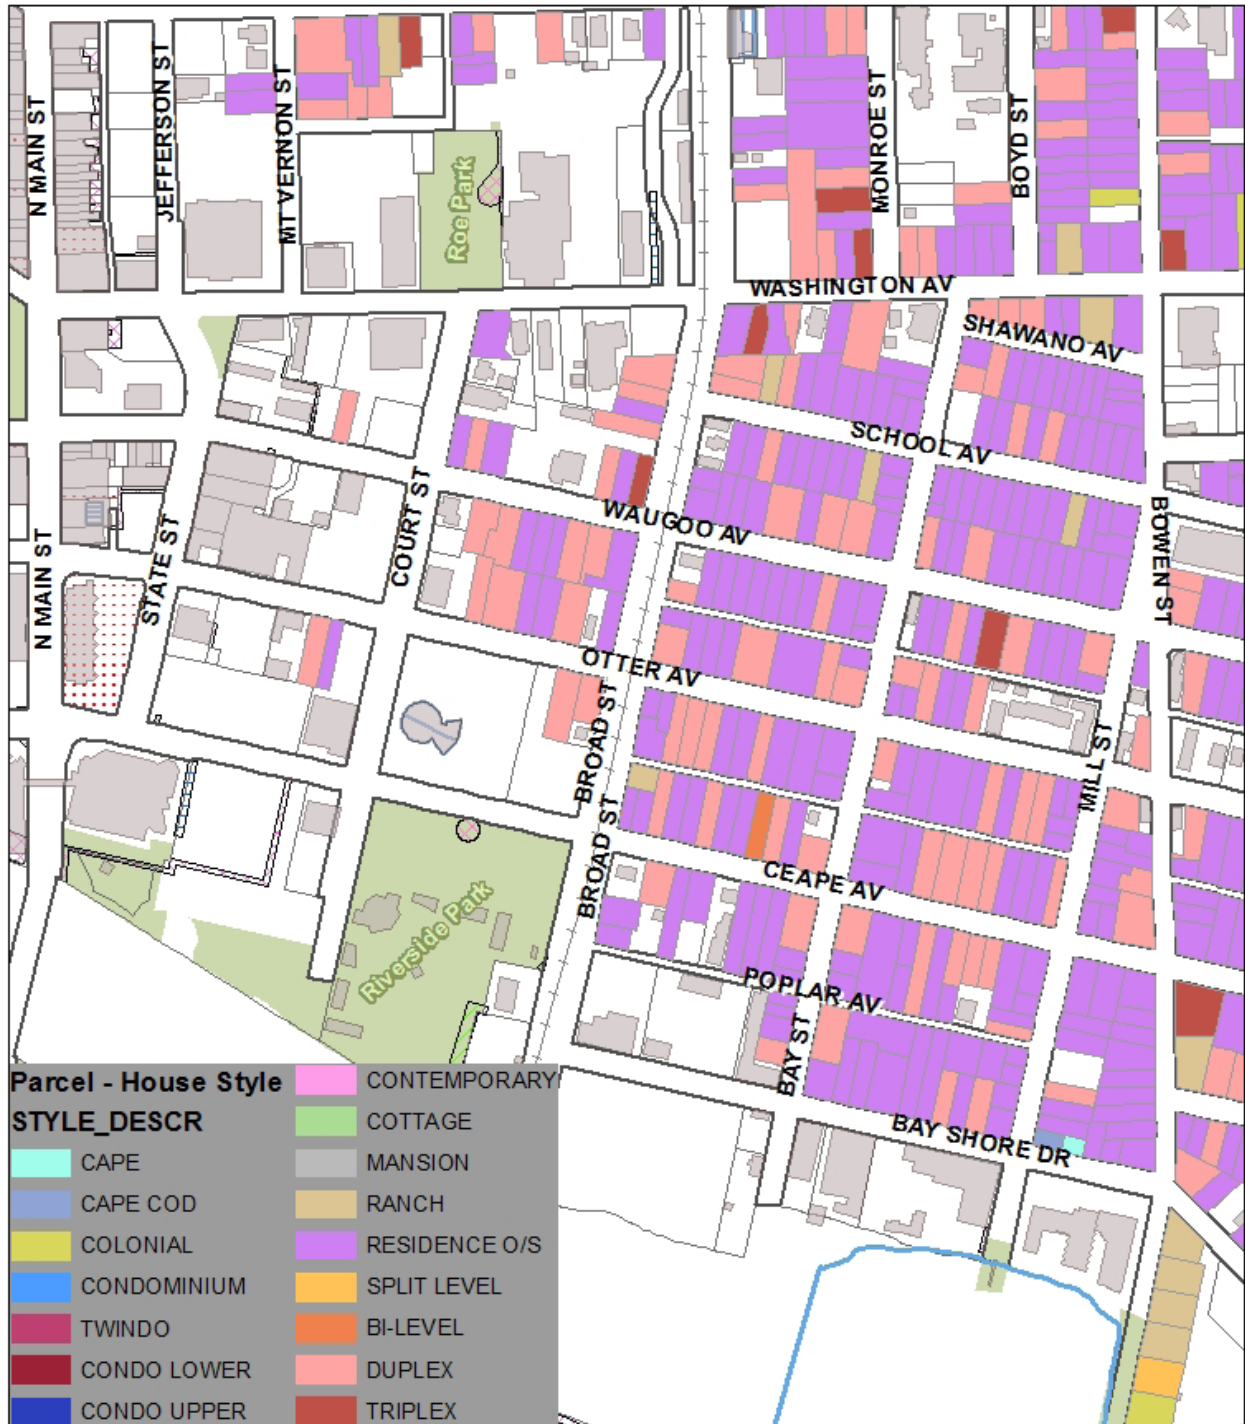 N MAIN ST
JEFFERSON ST
MT VERNON ST
Roe Park
MONROE ST
BOYD ST
WASHINGTON AV
SHAWANO AV
SCHOOL AV
COURT ST
WAUGOO AV
BOWEN ST
N MAIN ST
STATE ST
OTTER AV
BROAD ST
MILL ST
BROAD ST
CEAPE AV
Riverside Park
POPLAR AV
BAY ST
BAY SHORE DR
Parcel - House Style
STYLE_DESCR
CAPE
CAPE COD
COLONIAL
CONDOMINIUM
TWINDO
CONDO LOWER
CONDO UPPER
CONTEMPORARY
COTTAGE
MANSION
RANCH
RESIDENCE O/S
SPLIT LEVEL
BI-LEVEL
DUPLEX
TRIPLEX